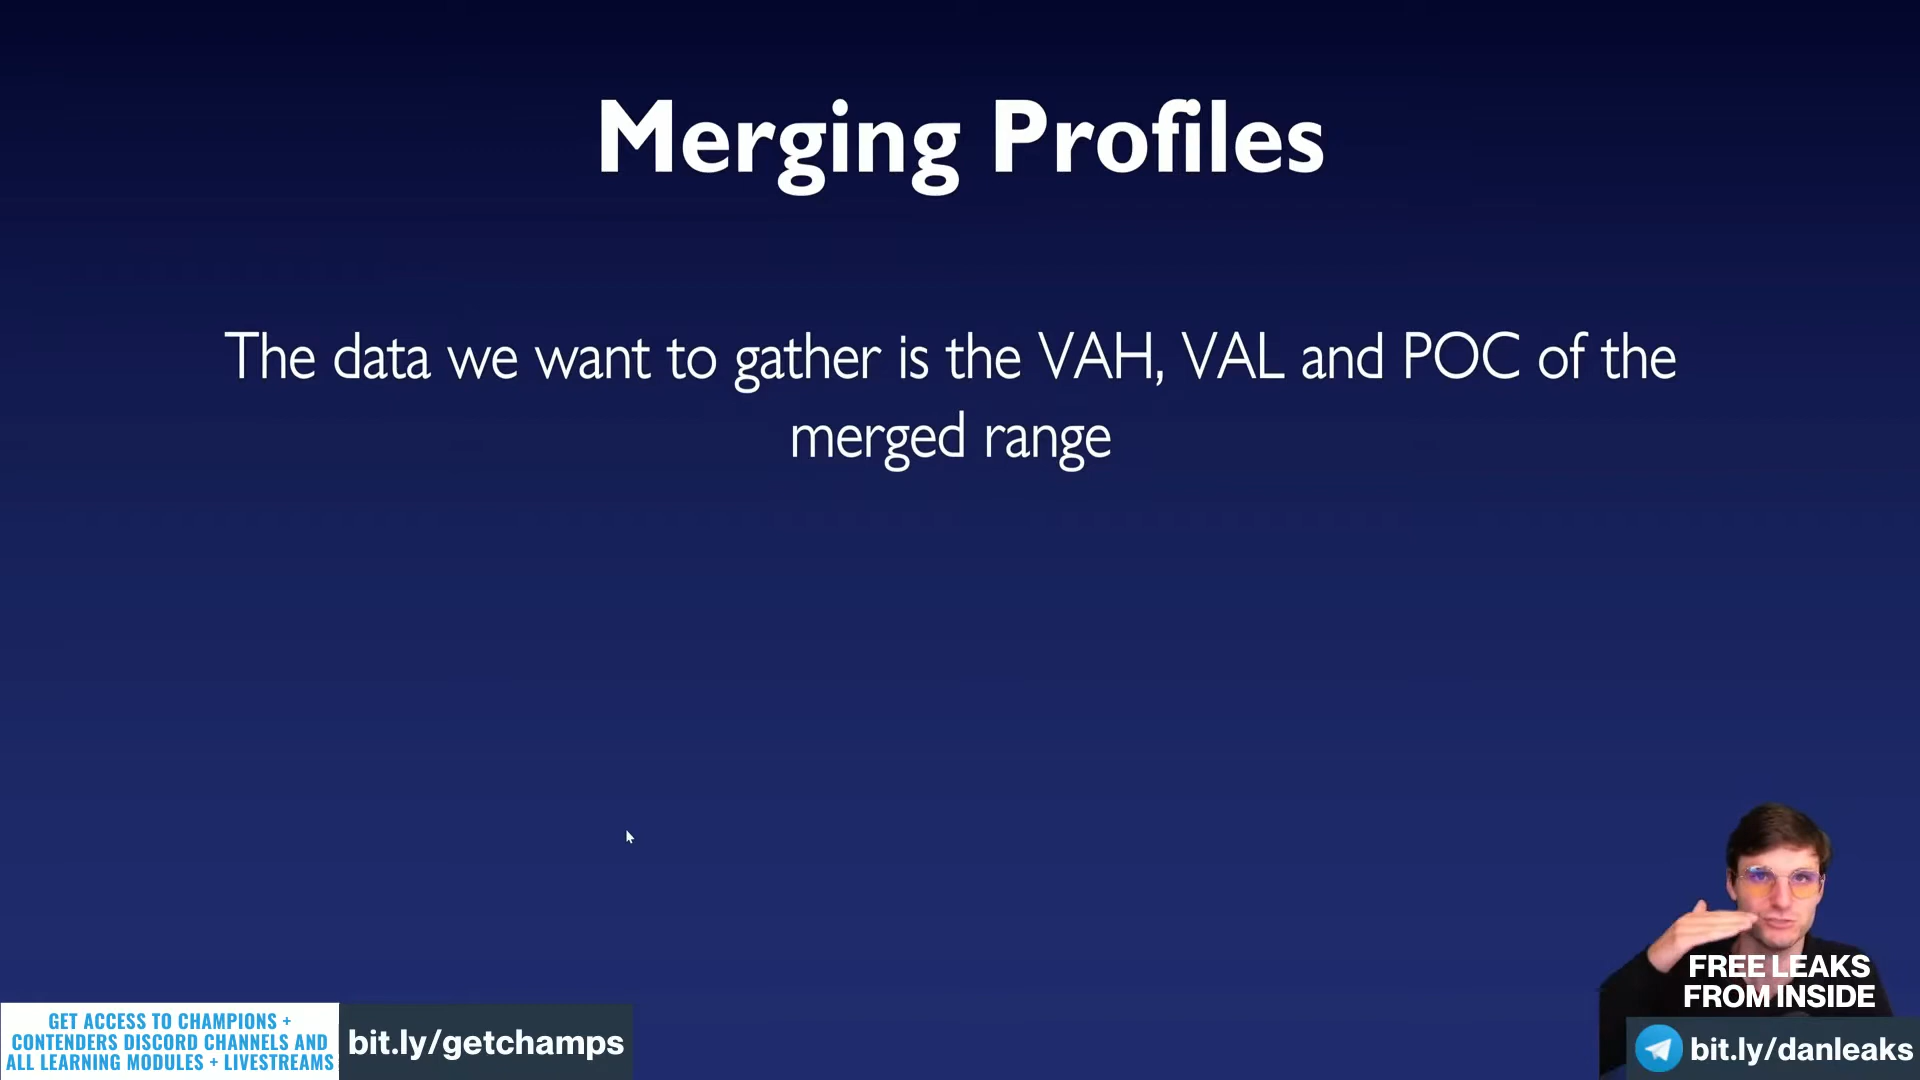 Merging Profiles
The data we want to gather is the VAH, VAL and POC of the
merged range
FREE LEAKS
FROM INSIDE
GET ACCESS TO CHAMPIONS +
CONTENDERS DISCORD CHANNELS AND
ALL LEARNING MODULES + LIVESTREAMS
bit.ly/getchamps
bit.ly/danleaks